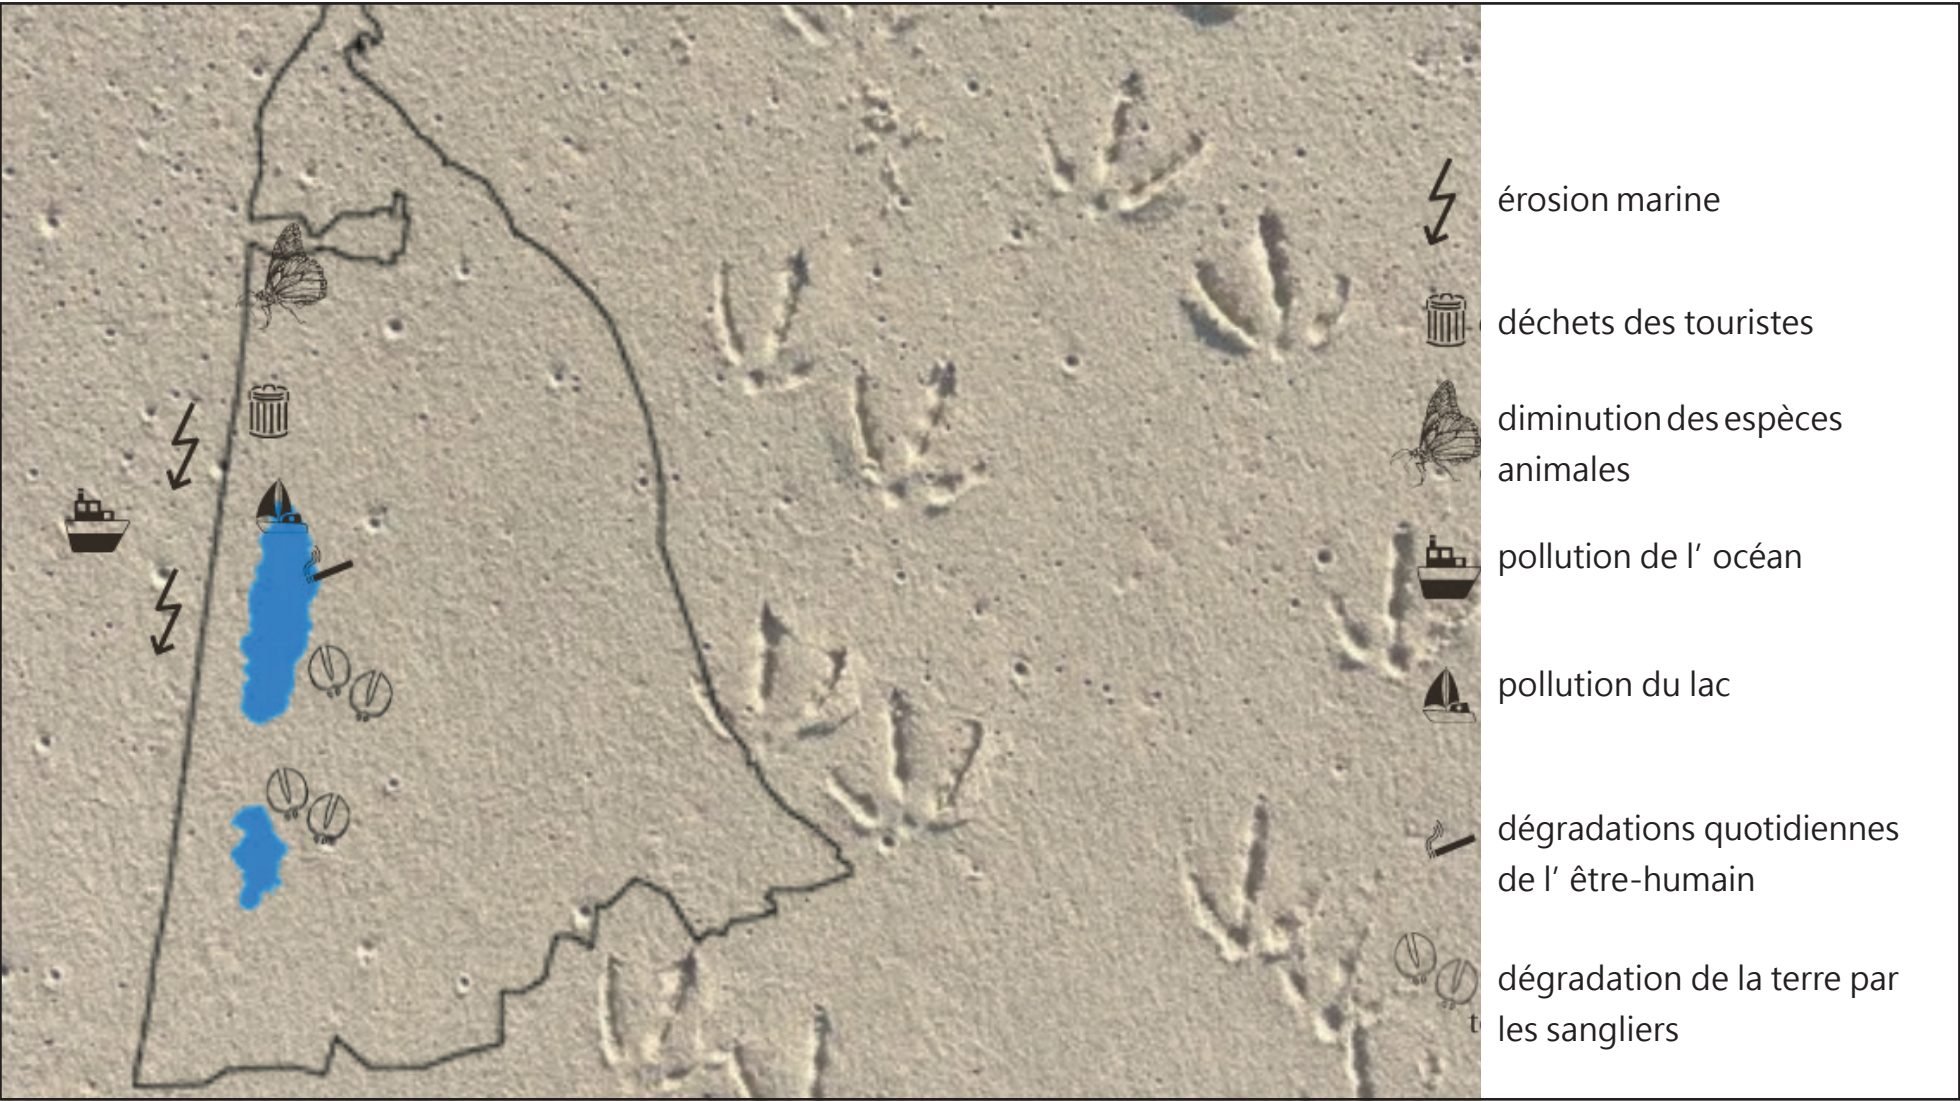 érosion marine
déchets des touristes
diminution des espèces
animales
pollution de l’ océan
pollution du lac
dégradations quotidiennes
de l’ être-humain
dégradation de la terre par
les sangliers